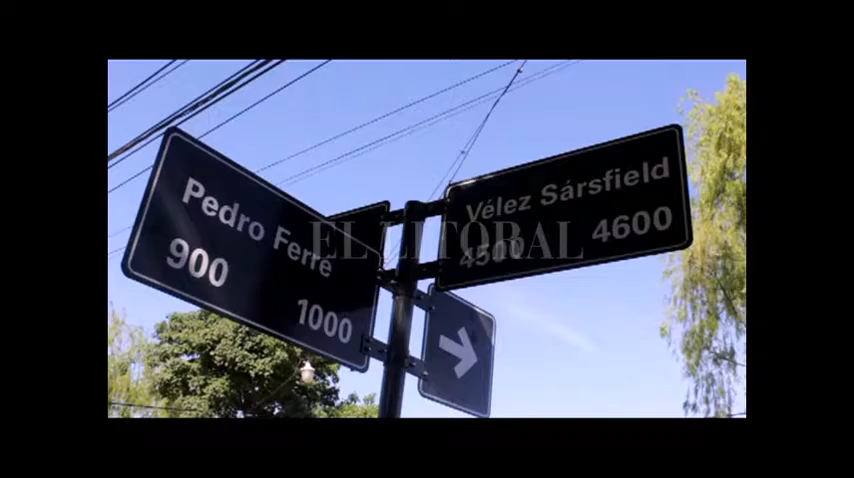 Pedro Ferré
900
1000
Vélez Sársfield
4500 4600
EL LITORAL